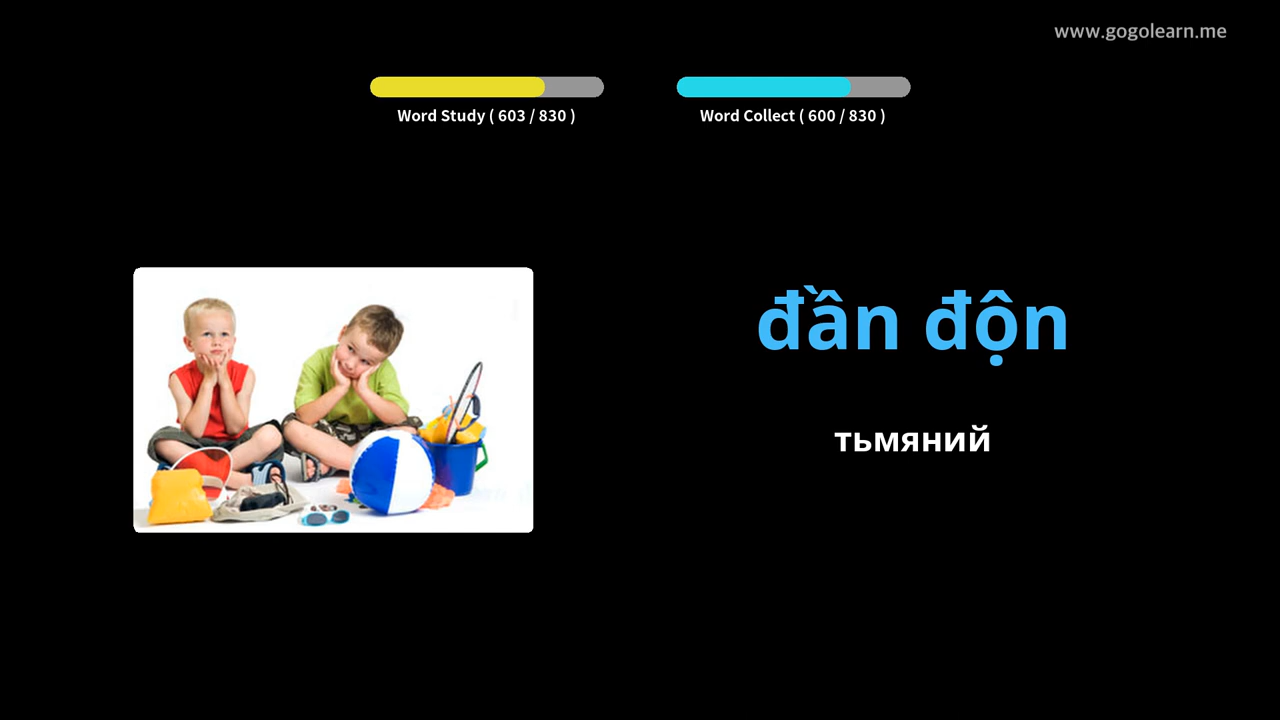 www.gogolearn.me
Word Study ( 603 / 830 )
Word Collect ( 600 / 830 )
đần độn
тьмяний